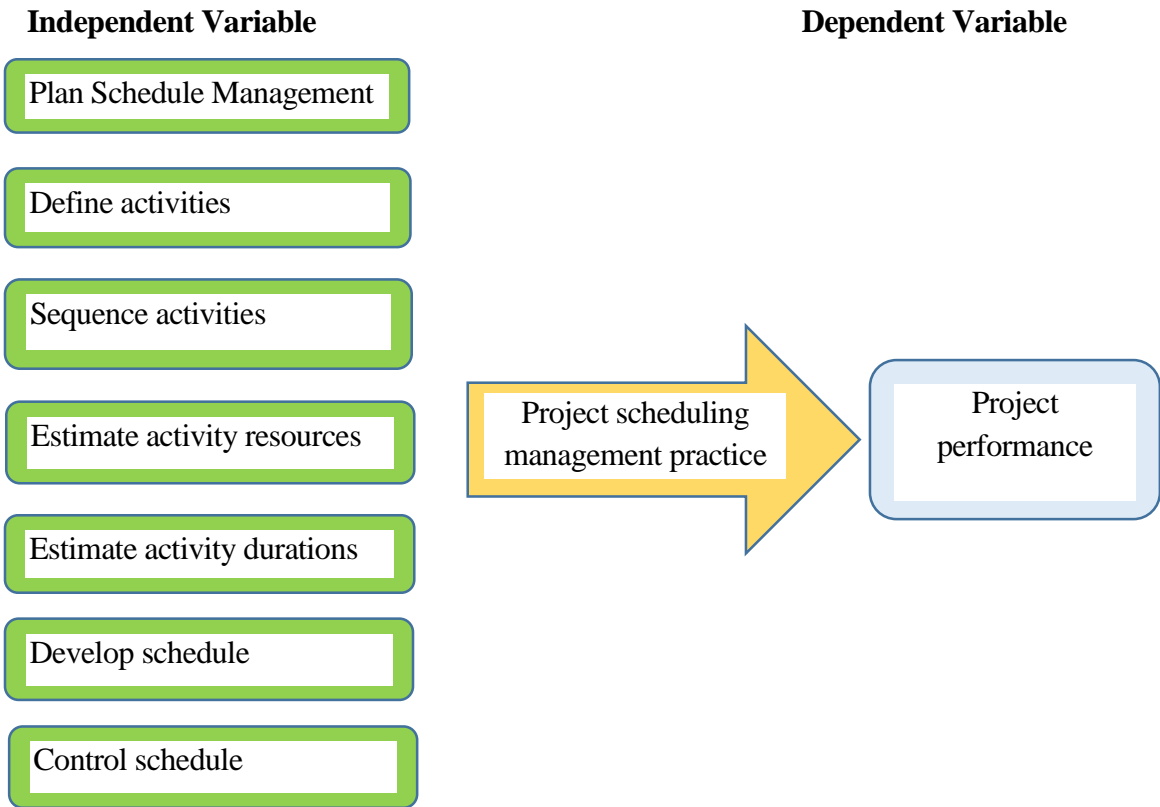 Independent Variable
Dependent Variable
Plan Schedule Management
Define activities
Sequence activities
Estimate activity resources
Estimate activity durations
Develop schedule
Control schedule
Project scheduling
management practice
Project
performance